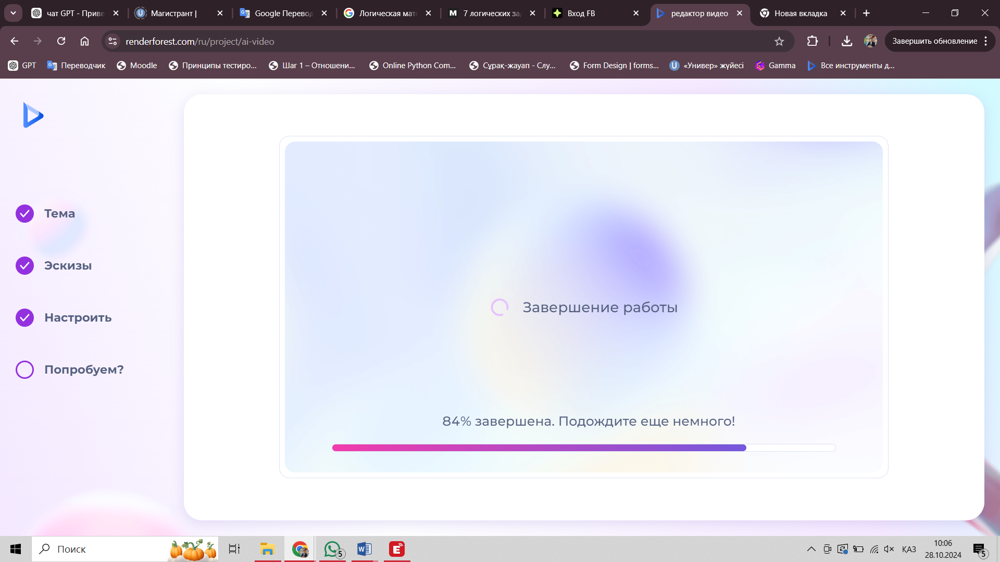 чат GPT - Приве
Магистрант |
Google Перевод
Логическая мате
7 логических за
Вход FB
редактор видео
Новая вкладка
renderforest.com/ru/project/ai-video
Завершить обновление
GPT
Переводчик
Moodle
Принципы тестиро...
Шаг 1 – Отношени...
Online Python Com...
Сұрақ-жауап - Слу...
Form Design | forms...
«Универ» жүйесі
Gamma
Все инструменты д...
Тема
Эскизы
Настроить
Попробуем?
Завершение работы
84% завершена. Подождите еще немного!
Поиск
5
ҚАЗ
10:06
28.10.2024
5